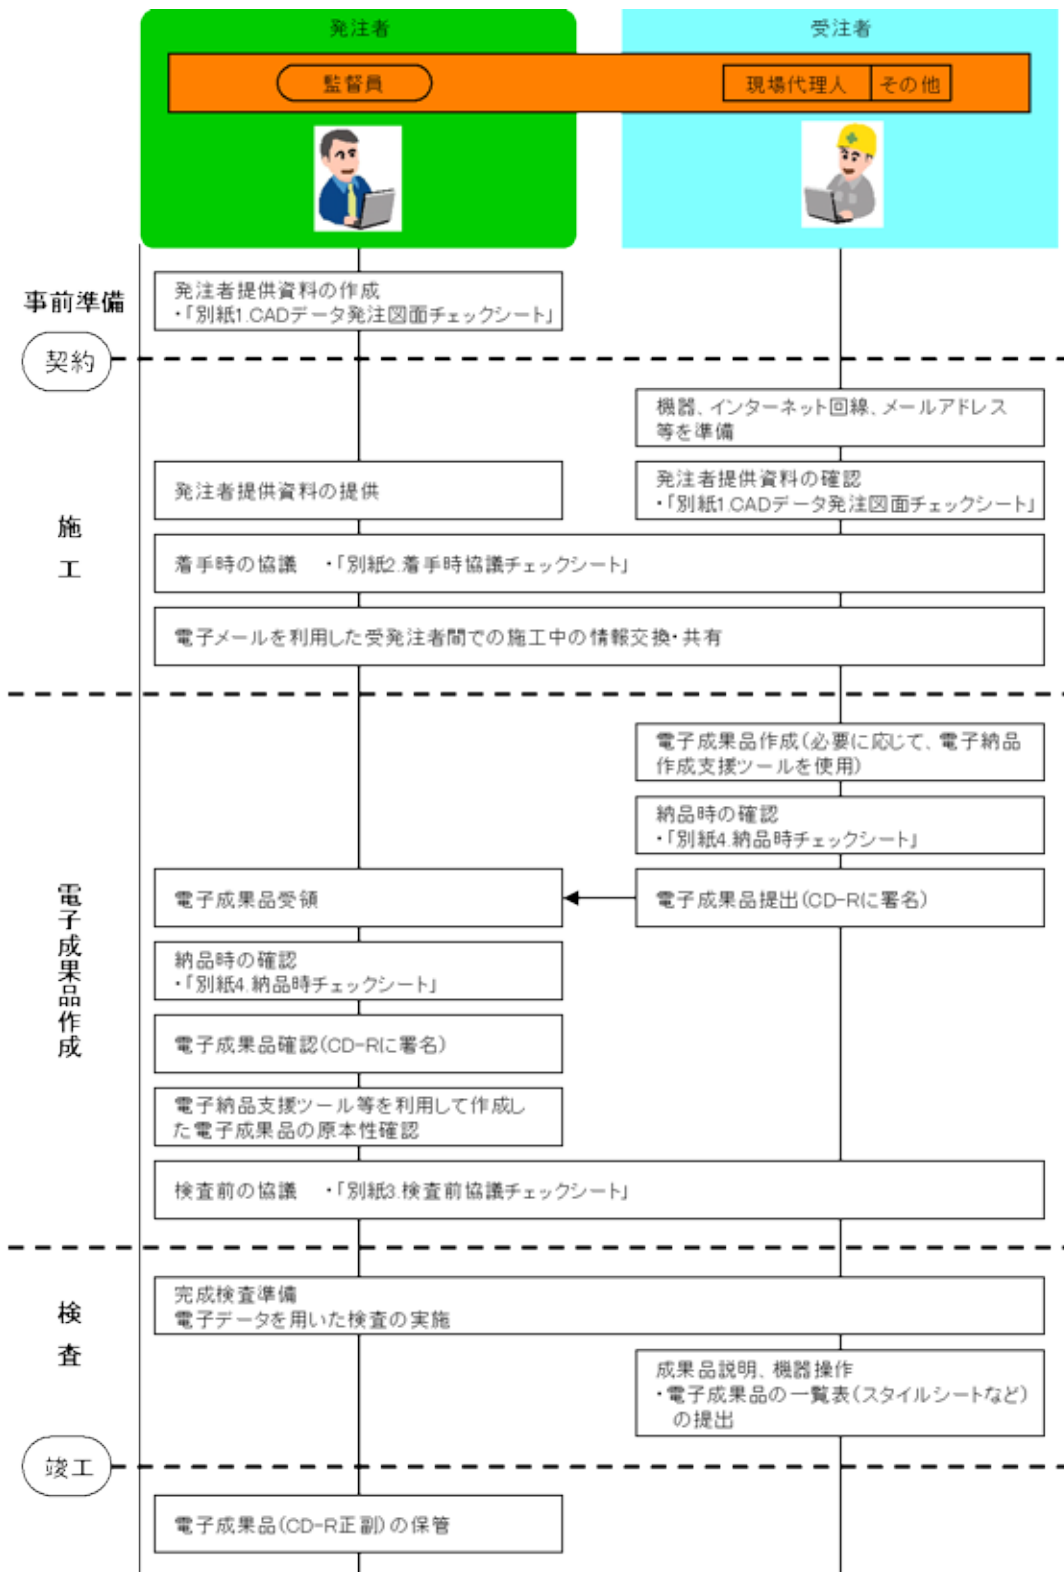 発注者
受注者
監督員
現場代理人
その他
事前準備
発注者提供資料の作成
・「別紙1.CADデータ発注図面チェックシート」
契約
機器、インターネット回線、メールアドレス
等を準備
施工
発注者提供資料の提供
発注者提供資料の確認
・「別紙1.CADデータ発注図面チェックシート」
着手時の協議　・「別紙2.着手時協議チェックシート」
電子メールを利用した受発注者間での施工中の情報交換・共有
電子成果品作成
電子成果品作成(必要に応じて、電子納品
作成支援ツールを使用)
納品時の確認
・「別紙4.納品時チェックシート」
電子成果品受領
電子成果品提出(CD-Rに署名)
納品時の確認
・「別紙4.納品時チェックシート」
電子成果品確認(CD-Rに署名)
電子納品支援ツール等を利用して作成し
た電子成果品の原本性確認
検査前の協議　・「別紙3.検査前協議チェックシート」
検査
完成検査準備
電子データを用いた検査の実施
成果品説明、機器操作
・電子成果品の一覧表(スタイルシートなど)
の提出
竣工
電子成果品(CD-R正副)の保管